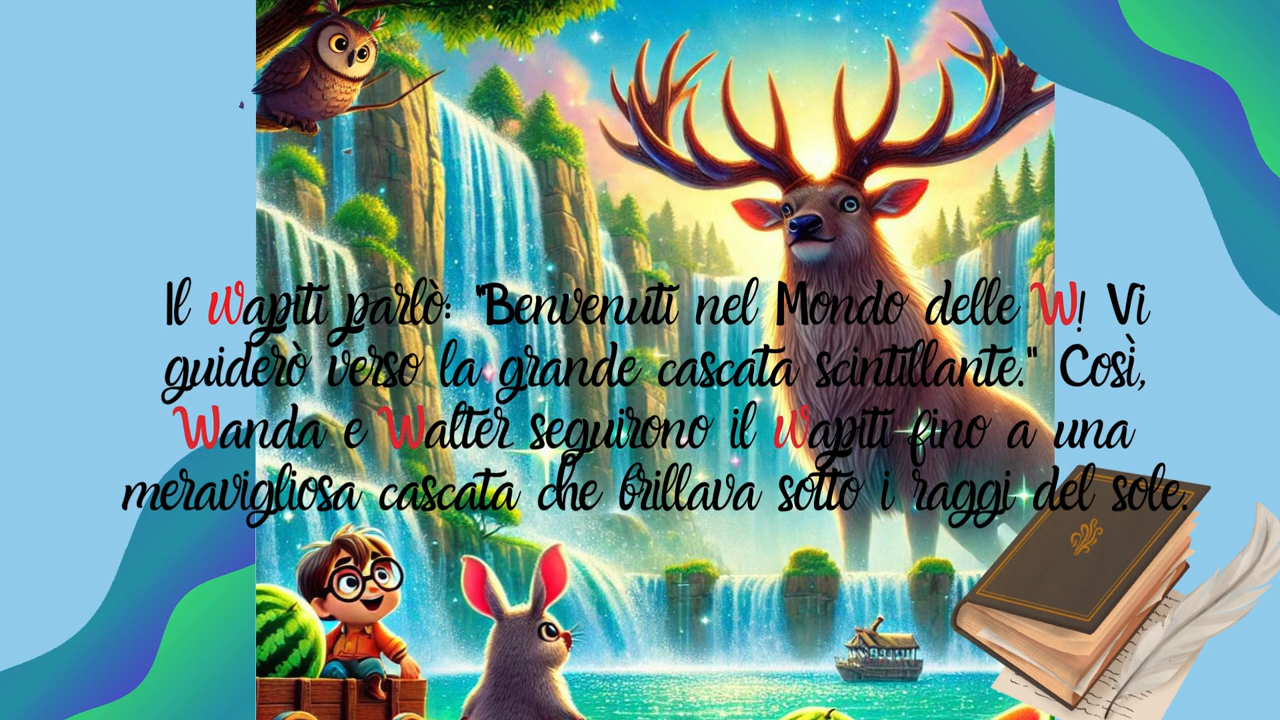 Il wapiti parlò: "Benvenuti nel Mondo delle W! Vi
guiderò verso la grande cascata scintillante." Così,
Wanda e Walter seguirono il wapiti fino a una
meravigliosa cascata che brillava sotto i raggi del sole.